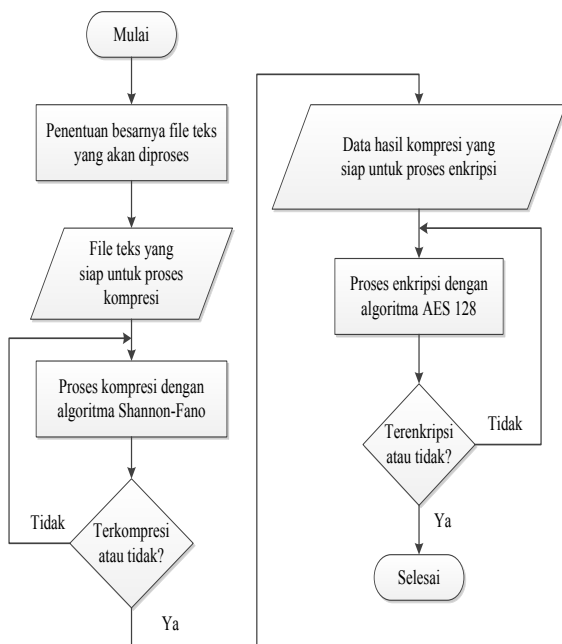 Mulai
Penentuan besarnya file teks
yang akan diproses
File teks yang
siap untuk proses
kompresi
Proses kompresi dengan
algoritma Shannon-Fano
Tidak
Terkompresi
atau tidak?
Ya
Data hasil kompresi yang
siap untuk proses enkripsi
Proses enkripsi dengan
algoritma AES 128
Terenkripsi
atau tidak?
Tidak
Ya
Selesai